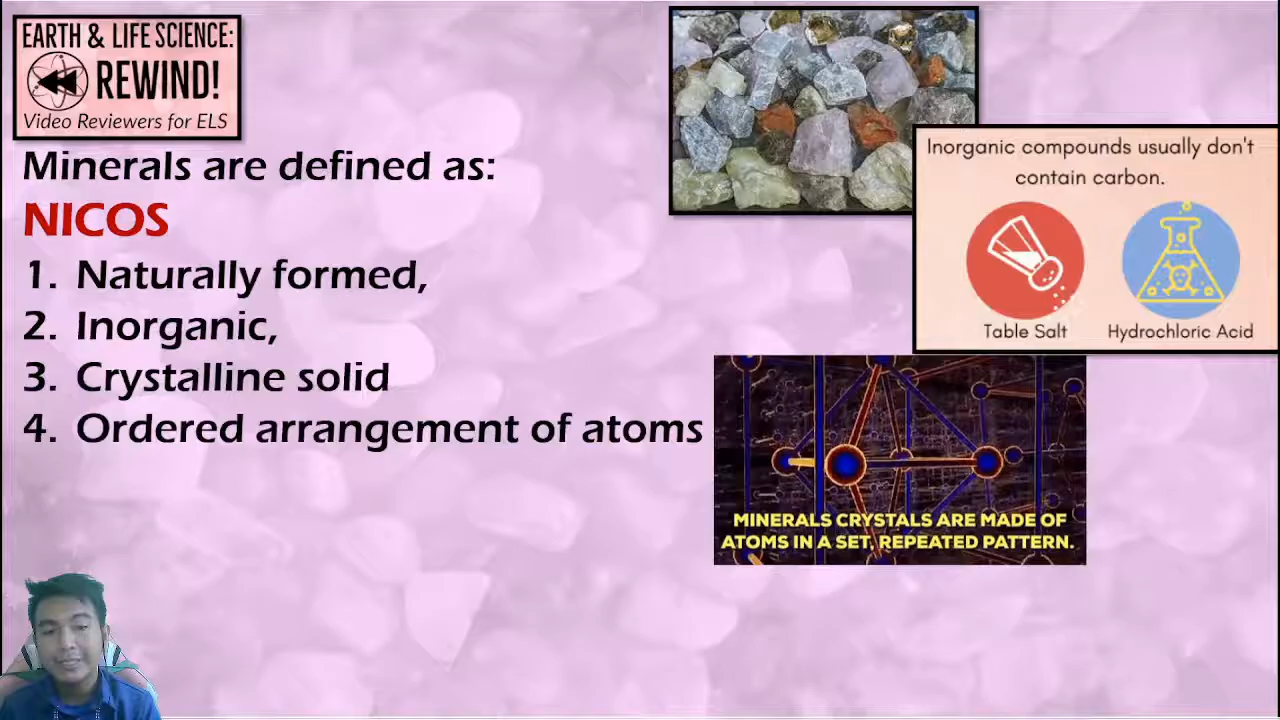 EARTH & LIFE SCIENCE:
REWIND!
Video Reviewers for ELS
Minerals are defined as:
NICOS
1. Naturally formed,
2. Inorganic,
3. Crystalline solid
4. Ordered arrangement of atoms
Inorganic compounds usually don't
contain carbon.
Table Salt
Hydrochloric Acid
MINERALS CRYSTALS ARE MADE OF
ATOMS IN A SET, REPEATED PATTERN.